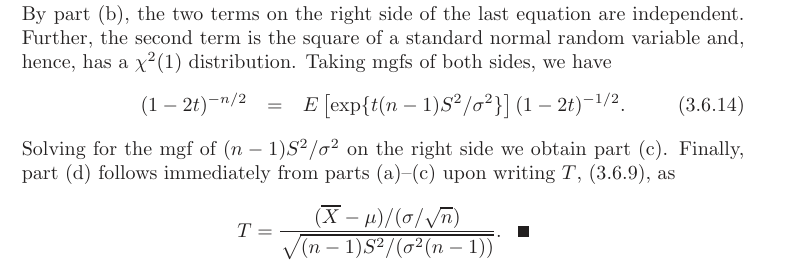 By part (b), the two terms on the right side of the last equation are independent.
Further, the second term is the square of a standard normal random variable and,
hence, has a χ²(1) distribution. Taking mgfs of both sides, we have
(1 − 2t)^{−n/2} = E [exp{t(n − 1)S²/σ²}] (1 − 2t)^{−1/2}. (3.6.14)
Solving for the mgf of (n − 1)S²/σ² on the right side we obtain part (c). Finally,
part (d) follows immediately from parts (a)–(c) upon writing T, (3.6.9), as
T = \frac{(\overline{X} − μ)/(σ/√n)}{\sqrt{(n − 1)S²/(σ²(n − 1))}}. ■